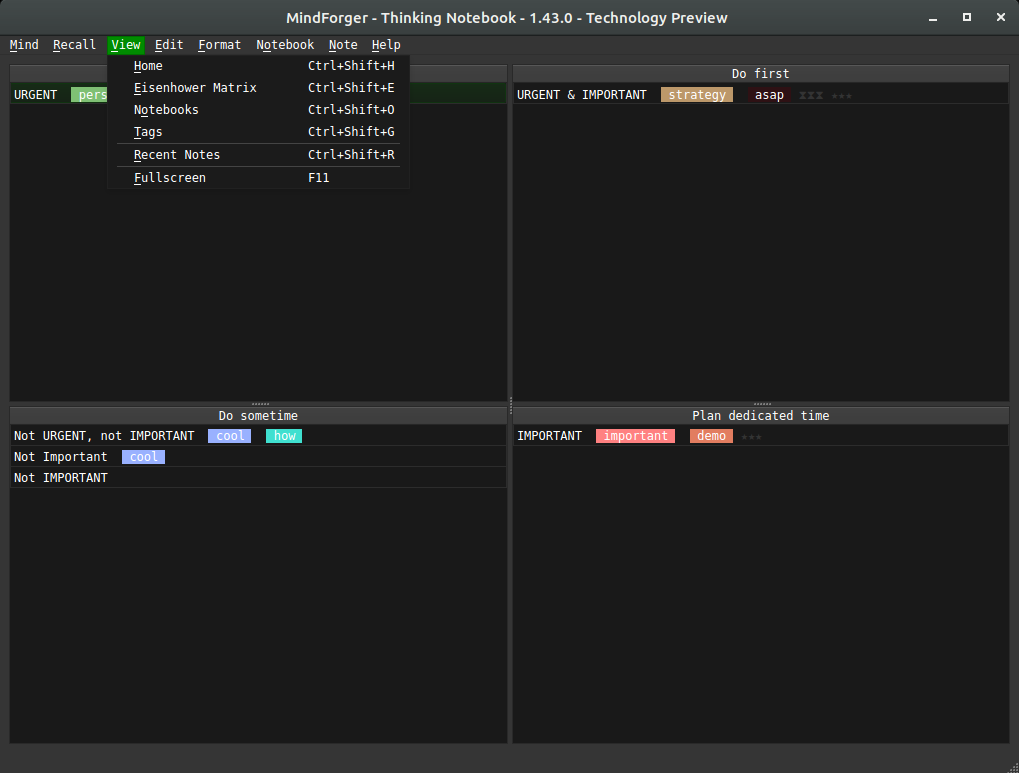 MindForger - Thinking Notebook - 1.43.0 - Technology Preview
Mind Recall View Edit Format Notebook Note Help
Home Ctrl+Shift+H
Eisenhower Matrix Ctrl+Shift+E
Notebooks Ctrl+Shift+O
Tags Ctrl+Shift+G
Recent Notes Ctrl+Shift+R
Fullscreen F11
URGENT pers
Do first
URGENT & IMPORTANT strategy asap
Do sometime
Not URGENT, not IMPORTANT cool how
Not Important cool
Not IMPORTANT
Plan dedicated time
IMPORTANT important demo